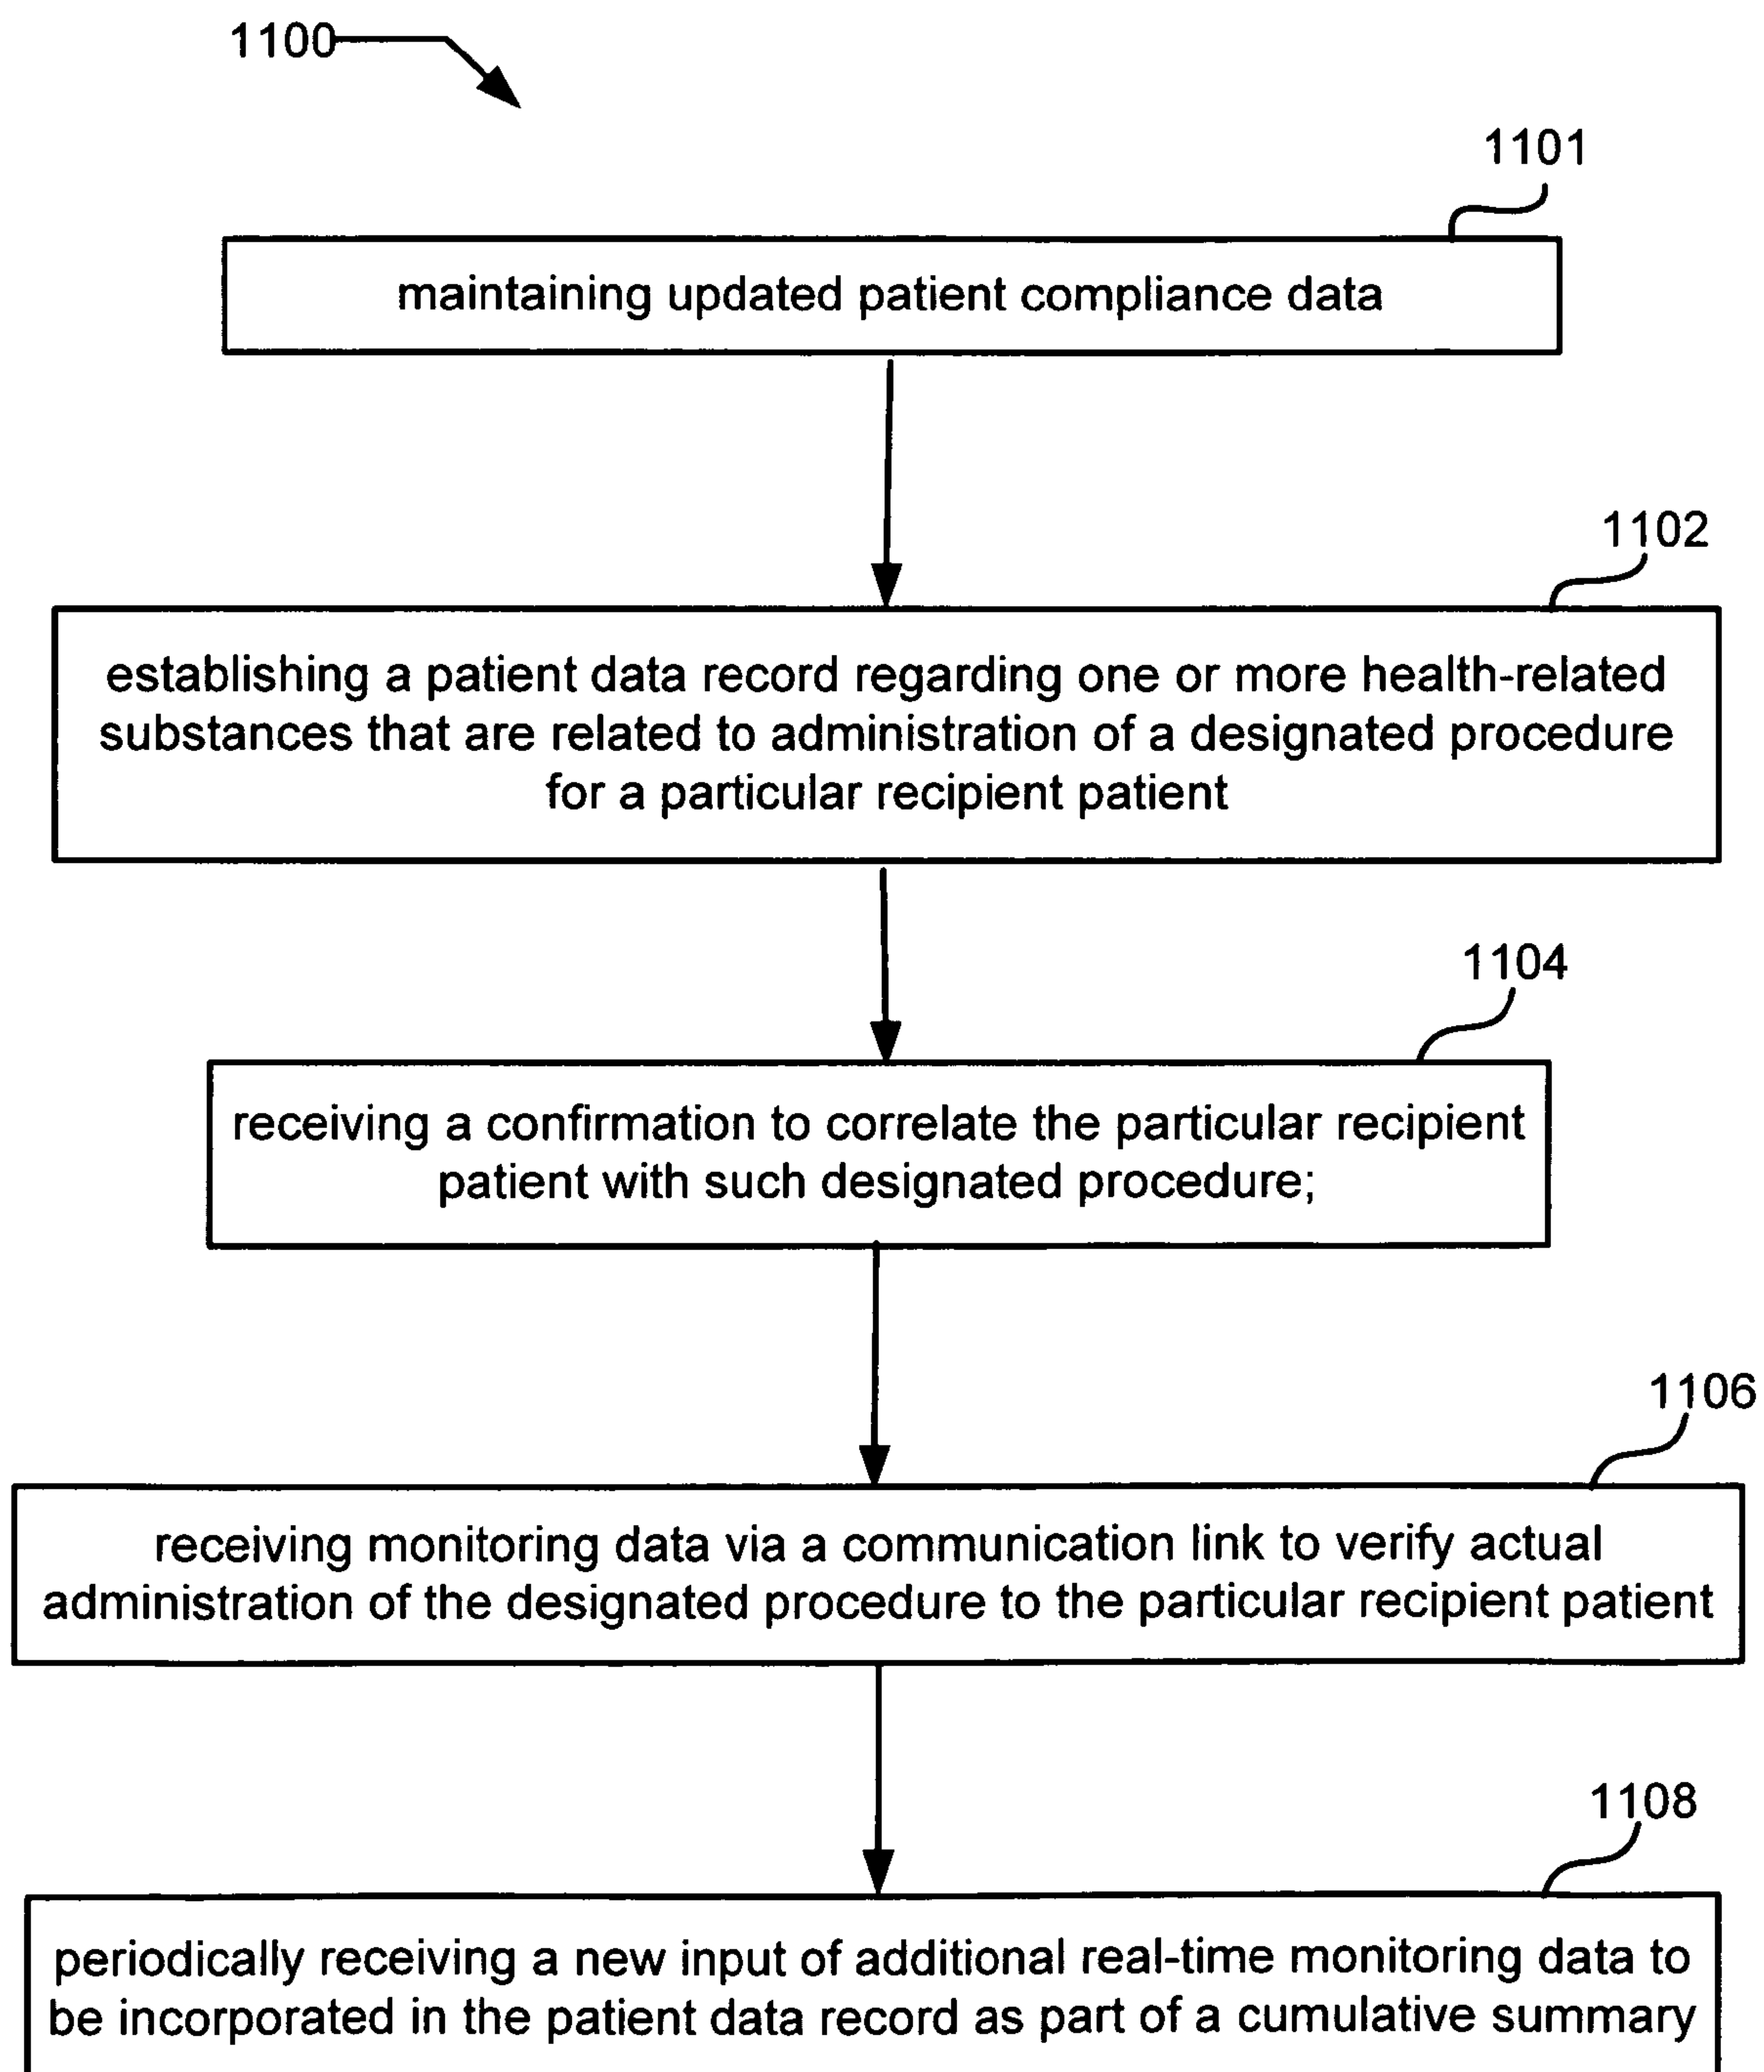 1100
1101
maintaining updated patient compliance data
1102
establishing a patient data record regarding one or more health-related
substances that are related to administration of a designated procedure
for a particular recipient patient
1104
receiving a confirmation to correlate the particular recipient
patient with such designated procedure;
1106
receiving monitoring data via a communication link to verify actual
administration of the designated procedure to the particular recipient patient
1108
periodically receiving a new input of additional real-time monitoring data to
be incorporated in the patient data record as part of a cumulative summary